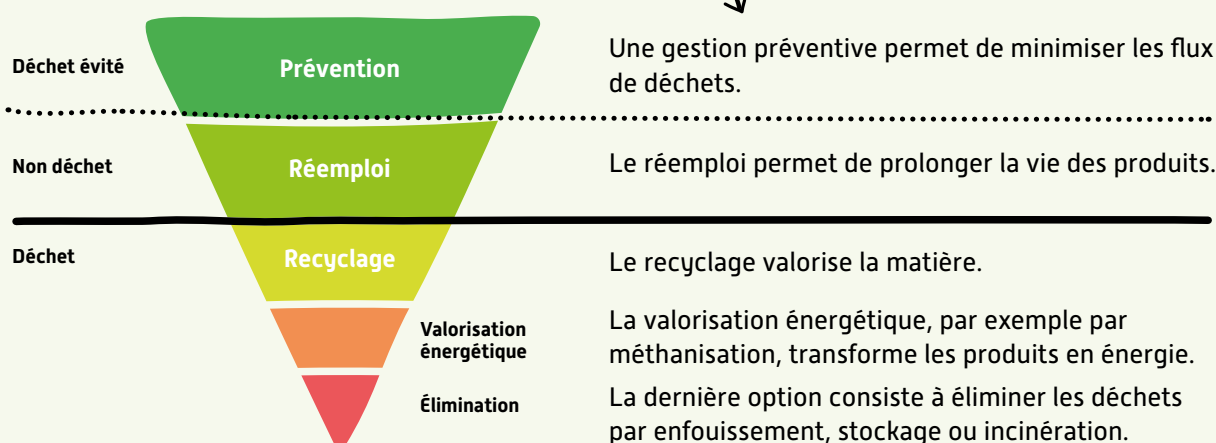 Déchet évité
Prévention
Une gestion préventive permet de minimiser les flux
de déchets.
Non déchet
Réemploi
Le réemploi permet de prolonger la vie des produits.
Déchet
Recyclage
Le recyclage valorise la matière.
Valorisation
énergétique
La valorisation énergétique, par exemple par
méthanisation, transforme les produits en énergie.
Élimination
La dernière option consiste à éliminer les déchets
par enfouissement, stockage ou incinération.